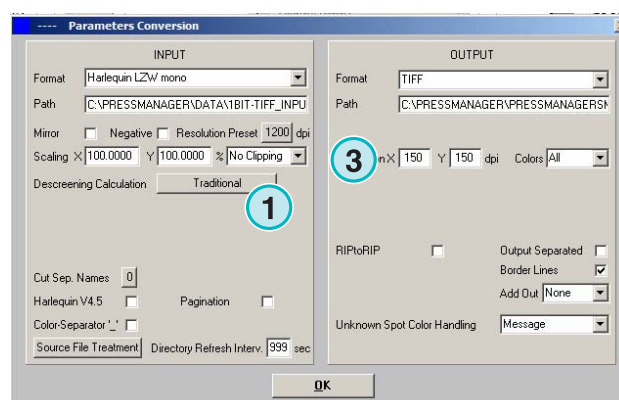 ---- Parameters Conversion
INPUT
Format Harlequin LZW mono
Path C:\PRESSMANAGER\DATA\1BIT-TIFF_INPU
Mirror Negative Resolution Preset 1200 dpi
Scaling X 100.0000 Y 100.0000 % No Clipping
Descreening Calculation Traditional
1
Cut Sep. Names 0
Harlequin V4.5 Pagination
Color-Separator '_'
Source File Treatment Directory Refresh Interv. 999 sec
OUTPUT
Format TIFF
Path C:\PRESSMANAGER\PRESSMANAGERSM
3 n X 150 Y 150 dpi Colors All
RIPtoRIP Output Separated
Border Lines
Add Out None
Unknown Spot Color Handling Message
OK